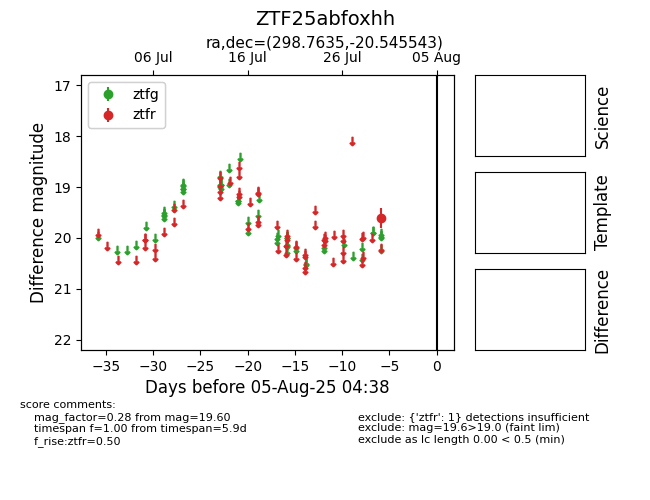 ZTF25abfoxhh
ra,dec=(298.7635,-20.545543)
06 Jul 16 Jul 26 Jul 05 Aug
ztfg
ztfr
17
18
19
20
21
22
Difference magnitude
−35 −30 −25 −20 −15 −10 −5 0
Days before 05-Aug-25 04:38
Science
Template
Difference
score comments:
mag_factor=0.28 from mag=19.60
timespan f=1.00 from timespan=5.9d
f_rise:ztfr=0.50
exclude: {'ztfr': 1} detections insufficient
exclude: mag=19.6>19.0 (faint lim)
exclude as lc length 0.00 < 0.5 (min)